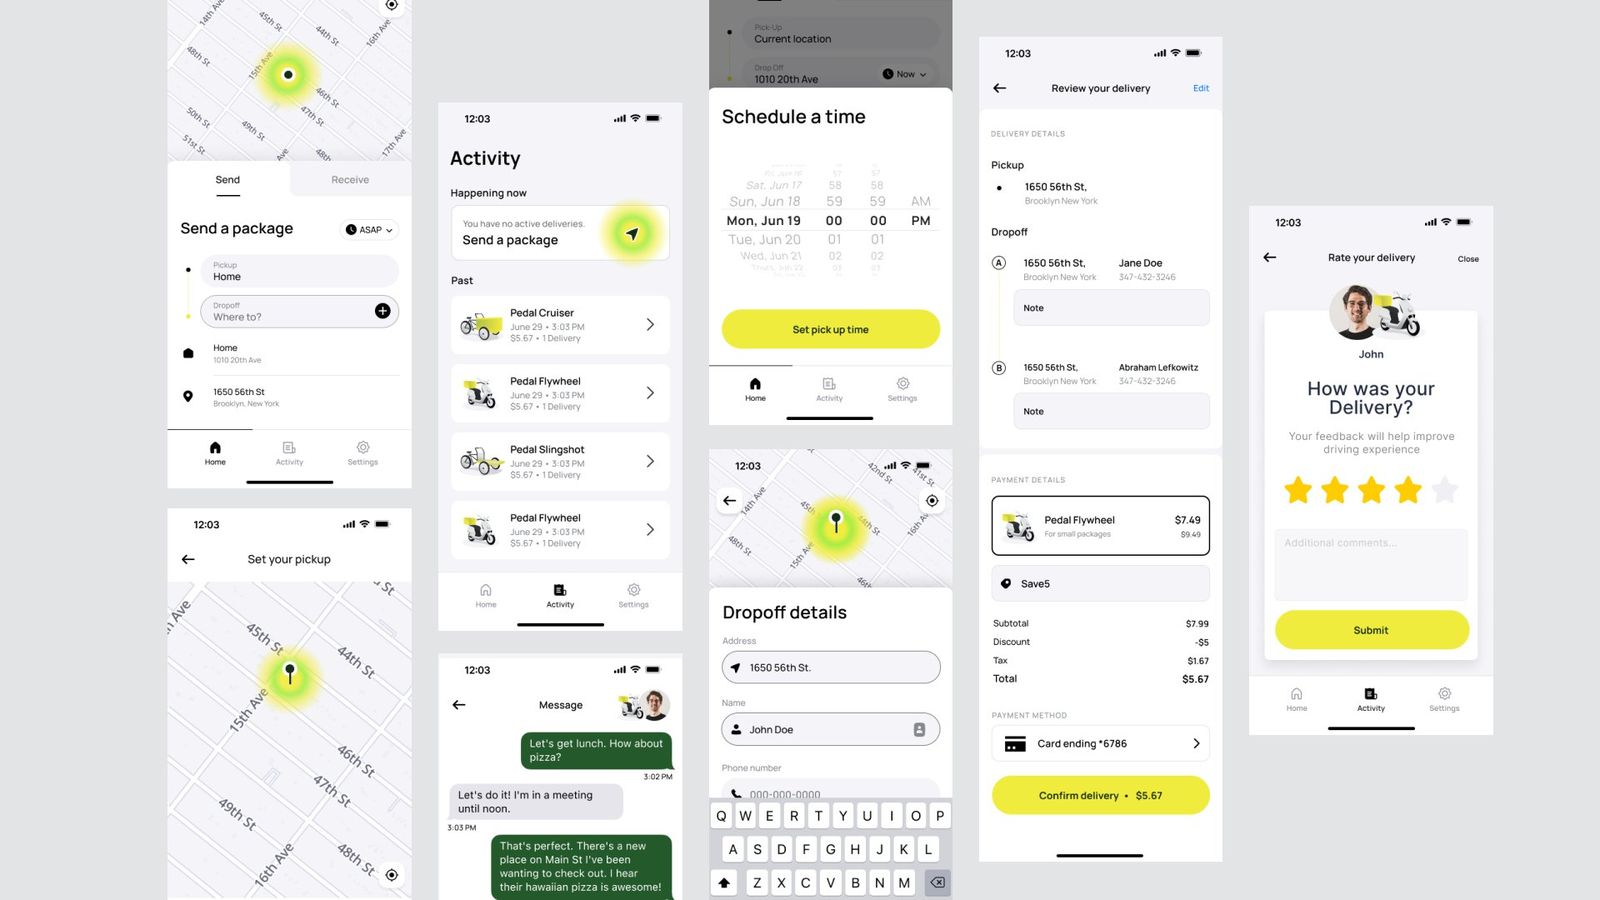 14th Ave
44th St
16th Ave
48th St
15th Ave
46th St
50th St
47th St
51st St
48th
17th Ave
Send
Receive
Send a package
ASAP
Pickup
Home
Dropoff
Where to?
Home
1010 20th Ave
1650 56th St
Brooklyn, New York
Home
Activity
Settings
12:03
Set your pickup
45th St
44th St
15th Ave
46th St
47th St
49th St
48th St
16th Ave
12:03
Activity
Happening now
You have no active deliveries.
Send a package
Past
Pedal Cruiser
June 29 • 3:03 PM
$5.67 • 1 Delivery
Pedal Flywheel
June 29 • 3:03 PM
$5.67 • 1 Delivery
Pedal Slingshot
June 29 • 3:03 PM
$5.67 • 1 Delivery
Pedal Flywheel
June 29 • 3:03 PM
$5.67 • 1 Delivery
Home
Activity
Settings
12:03
Message
Let's get lunch. How about
pizza?
3:02 PM
Let's do it! I'm in a meeting
until noon.
3:03 PM
That's perfect. There's a new
place on Main St I've been
wanting to check out. I hear
their hawaiian pizza is awesome!
Pick-Up
Current location
Drop Off
1010 20th Ave
Now
Schedule a time
Fri, Jun 16 57 57
Sat, Jun 17 58 58
Sun, Jun 18 59 59 AM
Mon, Jun 19 00 00 PM
Tue, Jun 20 01 01
Wed, Jun 21 02 02
Thurs, Jun 22 03 03
Set pick up time
Home
Activity
Settings
12:03
42nd St
41st St
14th Ave
45th
44th St
48th St
15th Ave
46th
Dropoff details
Address
1650 56th St.
Name
John Doe
Phone number
000-000-0000
Q W E R T Y U I O P
A S D F G H J K L
Z X C V B N M
12:03
Review your delivery
Edit
DELIVERY DETAILS
Pickup
1650 56th St,
Brooklyn New York
Dropoff
A 1650 56th St, Jane Doe
Brooklyn New York 347-432-3246
Note
B 1650 56th St, Abraham Lefkowitz
Brooklyn New York 347-432-3246
Note
PAYMENT DETAILS
Pedal Flywheel $7.49
For small packages $9.49
Save5
Subtotal $7.99
Discount -$5
Tax $1.67
Total $5.67
PAYMENT METHOD
Card ending *6786
Confirm delivery • $5.67
12:03
Rate your delivery
Close
John
How was your
Delivery?
Your feedback will help improve
driving experience
Additional comments...
Submit
Home
Activity
Settings